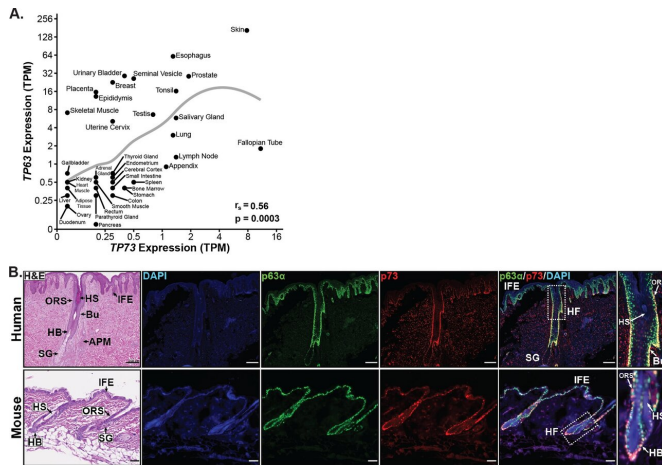 A.
TP63 Expression (TPM)
256
128
64
32
16
8
4
2
1
0.5
0.25
0
Skin
Esophagus
Urinary Bladder
Seminal Vesicle
Prostate
Breast
Placenta
Epididymis
Tonsil
Skeletal Muscle
Testis
Salivary Gland
Uterine Cervix
Lung
Fallopian Tube
Lymph Node
Appendix
Gallbladder
Adrenal
Gland
Thyroid Gland
Endometrium
Cerebral Cortex
Small Intestine
Kidney
Heart
Muscle
Spleen
Bone Marrow
Stomach
Liver
Adipose
Tissue
Colon
Smooth Muscle
Rectum
Parathyroid Gland
Ovary
Duodenum
Pancreas
rs = 0.56
p = 0.0003
0
0.25
0.5
1
2
4
8
16
TP73 Expression (TPM)
B.
Human
H&E
ORS
HS
IFE
Bu
HB
APM
SG
DAPI
p63α
p73
p63α/p73/DAPI
IFE
HF
SG
ORS
HS
Bu
Mouse
IFE
HS
ORS
SG
HB
IFE
HF
ORS
HS
HB